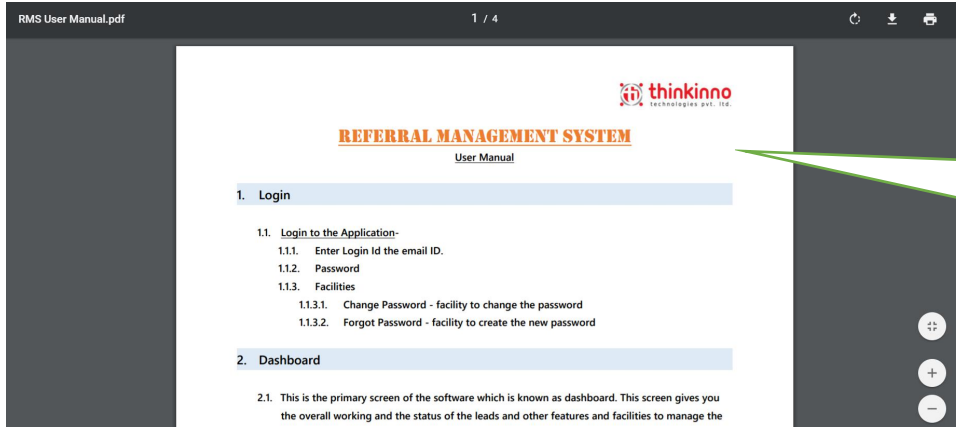 RMS User Manual.pdf
1 / 4
thinkinno
technologies pvt. ltd.
REFERRAL MANAGEMENT SYSTEM
User Manual
1. Login
1.1. Login to the Application-
1.1.1. Enter Login Id the email ID.
1.1.2. Password
1.1.3. Facilities
1.1.3.1. Change Password - facility to change the password
1.1.3.2. Forgot Password - facility to create the new password
2. Dashboard
2.1. This is the primary screen of the software which is known as dashboard. This screen gives you
the overall working and the status of the leads and other features and facilities to manage the